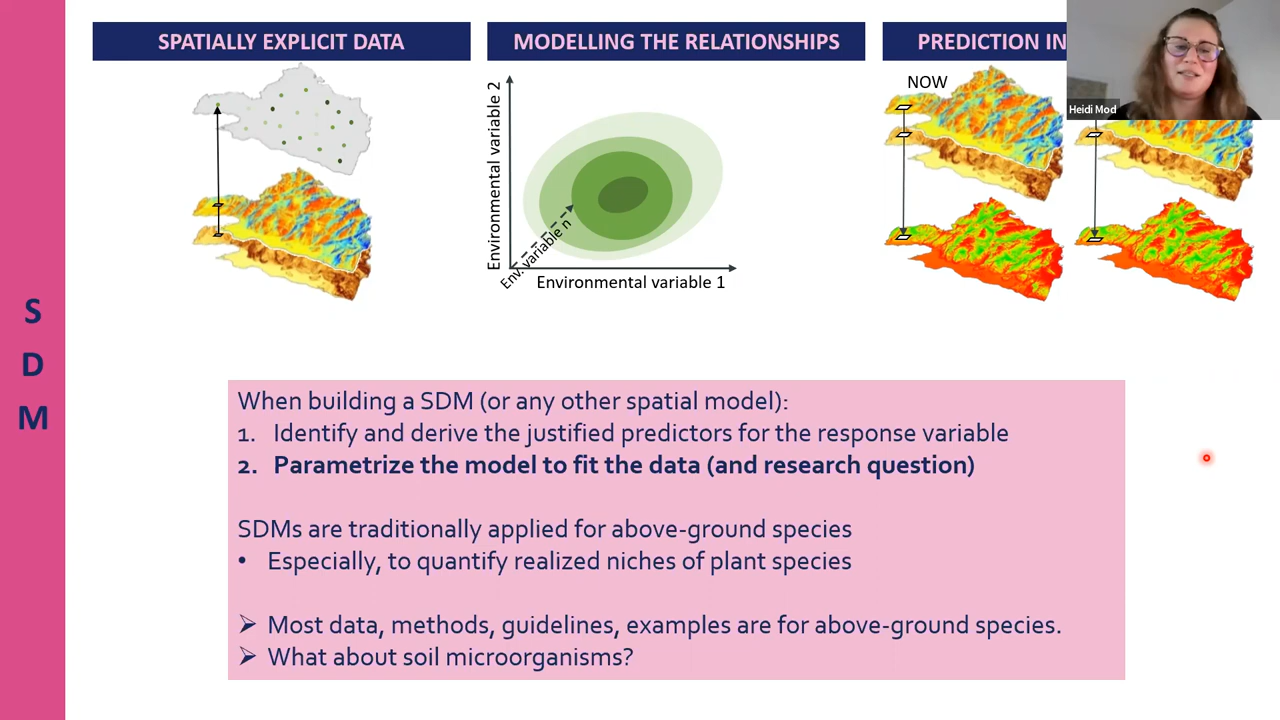 SPATIALLY EXPLICIT DATA
MODELLING THE RELATIONSHIPS
PREDICTION IN
NOW
Heidi Mod
Environmental variable 2
Env. variable n
Environmental variable 1
S
D
M
When building a SDM (or any other spatial model):
1. Identify and derive the justified predictors for the response variable
2. Parametrize the model to fit the data (and research question)
SDMs are traditionally applied for above-ground species
• Especially, to quantify realized niches of plant species
➢ Most data, methods, guidelines, examples are for above-ground species.
➢ What about soil microorganisms?